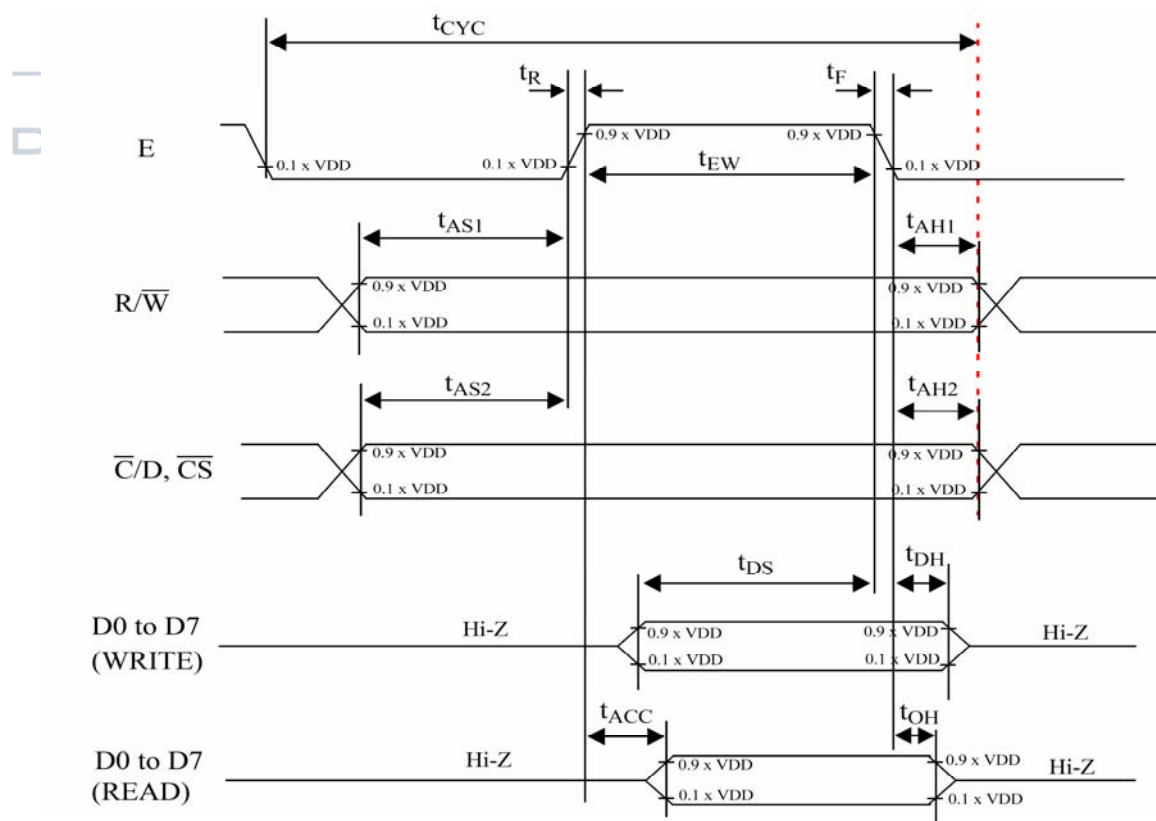 tCYC
tR
tF
E
0.9 x VDD
0.9 x VDD
0.1 x VDD
0.1 x VDD
0.1 x VDD
tEW
tAS1
tAH1
R/W̅
0.9 x VDD
0.9 x VDD
0.1 x VDD
0.1 x VDD
tAS2
tAH2
C̅/D, C̅S̅
0.9 x VDD
0.9 x VDD
0.1 x VDD
0.1 x VDD
tDS
tDH
D0 to D7
(WRITE)
Hi-Z
0.9 x VDD
0.9 x VDD
Hi-Z
0.1 x VDD
0.1 x VDD
tACC
tOH
D0 to D7
(READ)
Hi-Z
0.9 x VDD
0.9 x VDD
Hi-Z
0.1 x VDD
0.1 x VDD